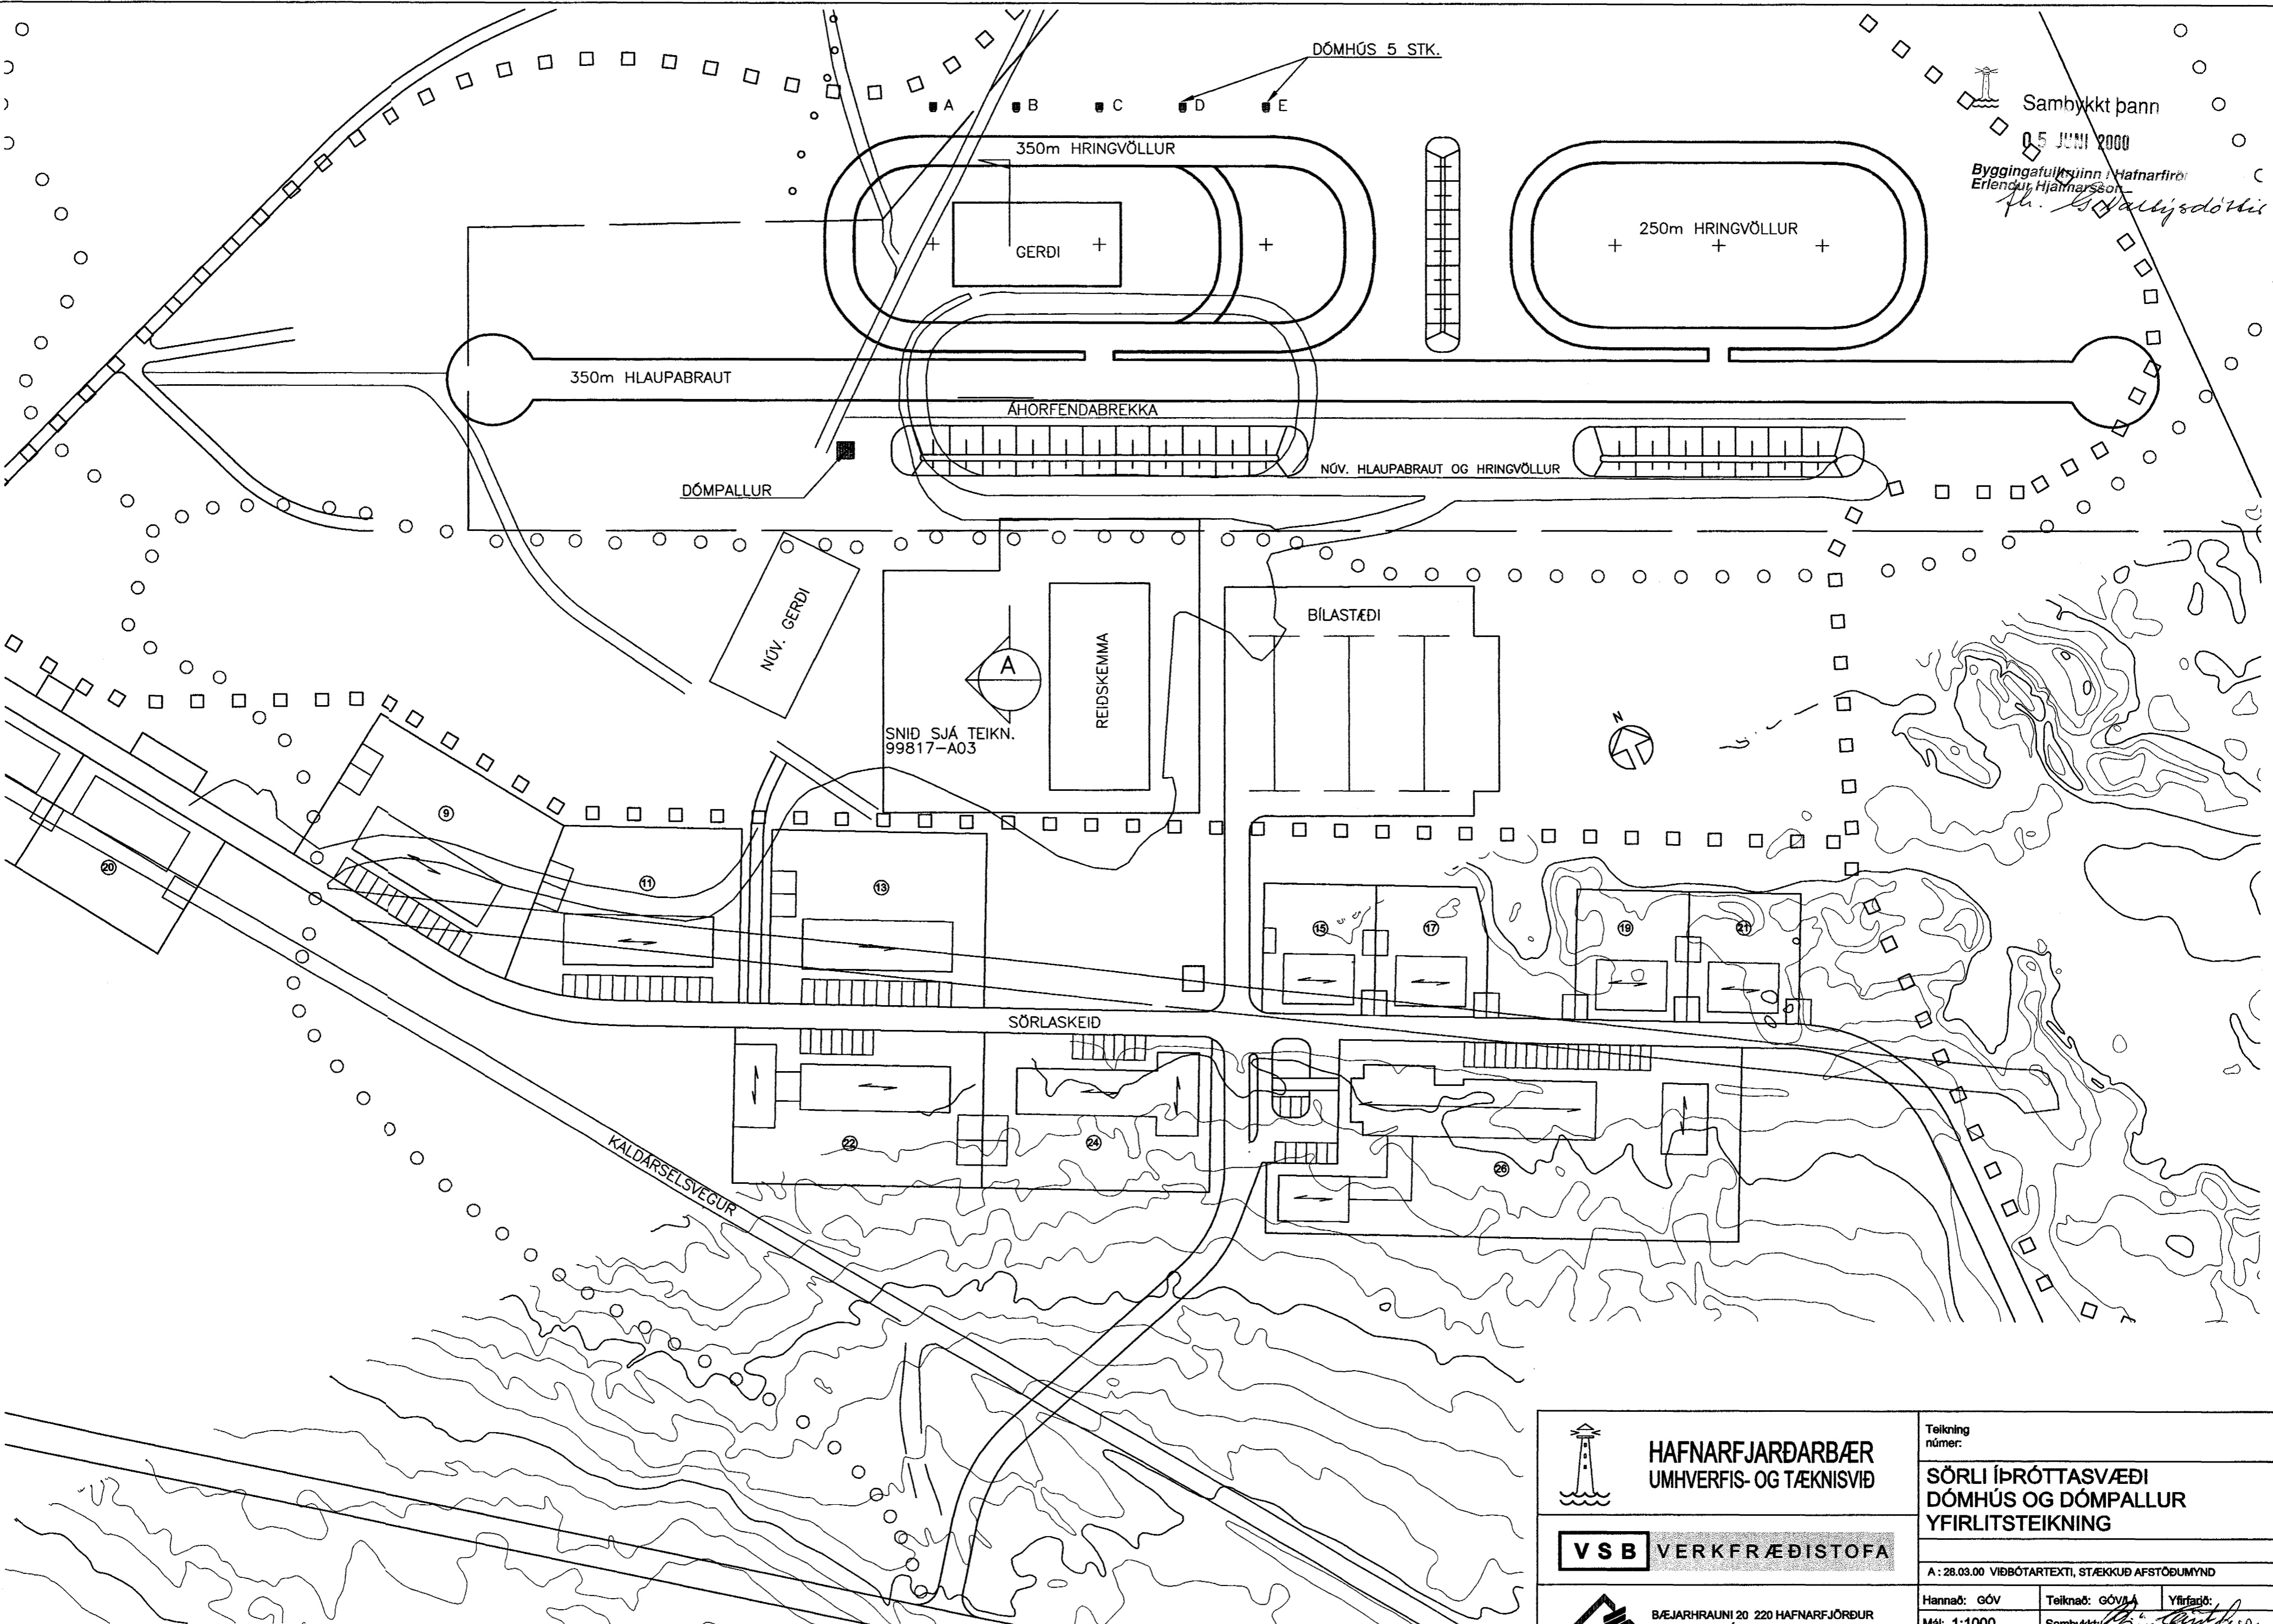 DÓMHÚS 5 STK.
A
B
C
D
E
Samþykkt þann
05 JUNI 2000
Byggingafulltrúinn í Hafnarfirði
Erlendur Hjálmarsson
350m HRINGVÖLLUR
GERÐI
250m HRINGVÖLLUR
350m HLAUPABRAUT
ÁHORFENDABREKKA
NÚV. HLAUPABRAUT OG HRINGVÖLLUR
DÓMPALLUR
NÚV. GERÐI
A
REIÐSKEMMA
SNIÐ SJÁ TEIKN.
99817-A03
BÍLASTÆÐI
N
9
20
11
13
15
17
19
21
SÖRLASKEIÐ
22
24
26
KALDÁRSELSVEGUR
HAFNARFJARÐARBÆR
UMHVERFIS- OG TÆKNISVIÐ
Teikning
númer:
SÖRLI ÍÞRÓTTASVÆÐI
DÓMHÚS OG DÓMPALLUR
YFIRLITSTEIKNING
VSB VERKFRÆÐISTOFA
A : 28.03.00 VIÐBÓTARTEXTI, STÆKKUÐ AFSTÖÐUMYND
Hannað: GÓV
Teiknað: GÓV/LÁ
Yfirfarið:
BÆJARHRAUNI 20 220 HAFNARFJÖRÐUR
Mál: 1:1000
Samþykkt: